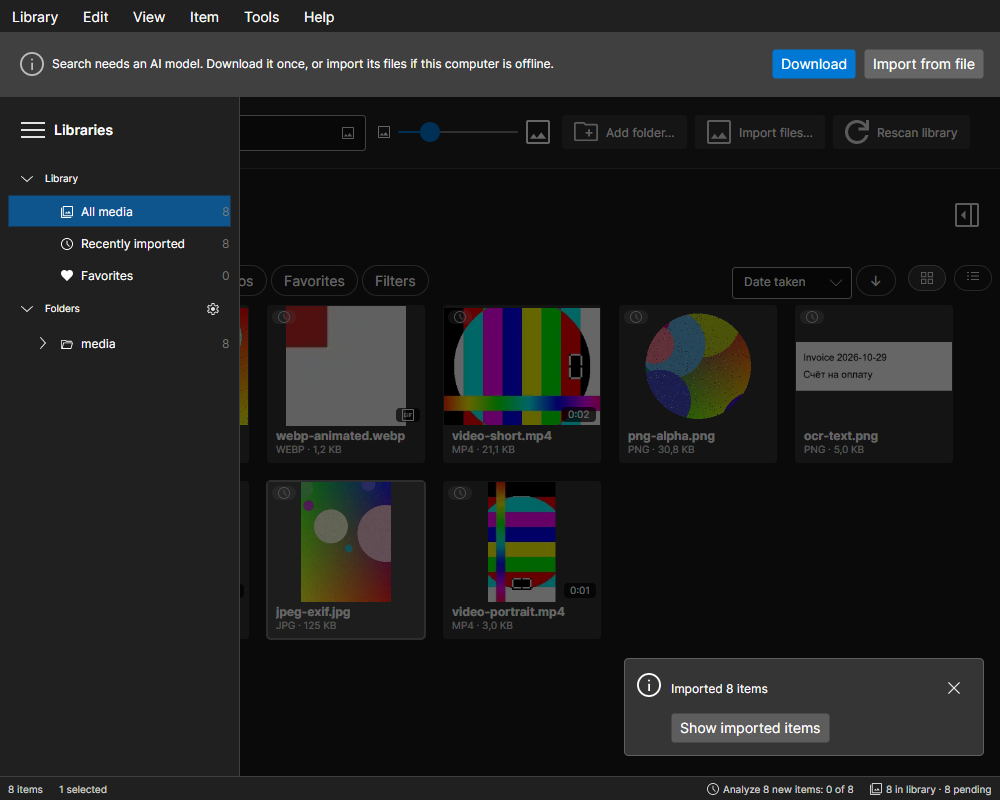 Library Edit View Item Tools Help
Search needs an AI model. Download it once, or import its files if this computer is offline.
Download
Import from file
Libraries
Library
All media 8
Recently imported 8
Favorites 0
Folders
media 8
Add folder...
Import files...
Rescan library
os
Favorites
Filters
Date taken
GIF
webp-animated.webp
WEBP · 1,2 KB
0:02
video-short.mp4
MP4 · 21,1 KB
png-alpha.png
PNG · 30,8 KB
Invoice 2026-10-29
Счёт на оплату
ocr-text.png
PNG · 5,0 KB
jpeg-exif.jpg
JPG · 125 KB
0:01
video-portrait.mp4
MP4 · 3,0 KB
Imported 8 items
Show imported items
8 items 1 selected
Analyze 8 new items: 0 of 8
8 in library · 8 pending